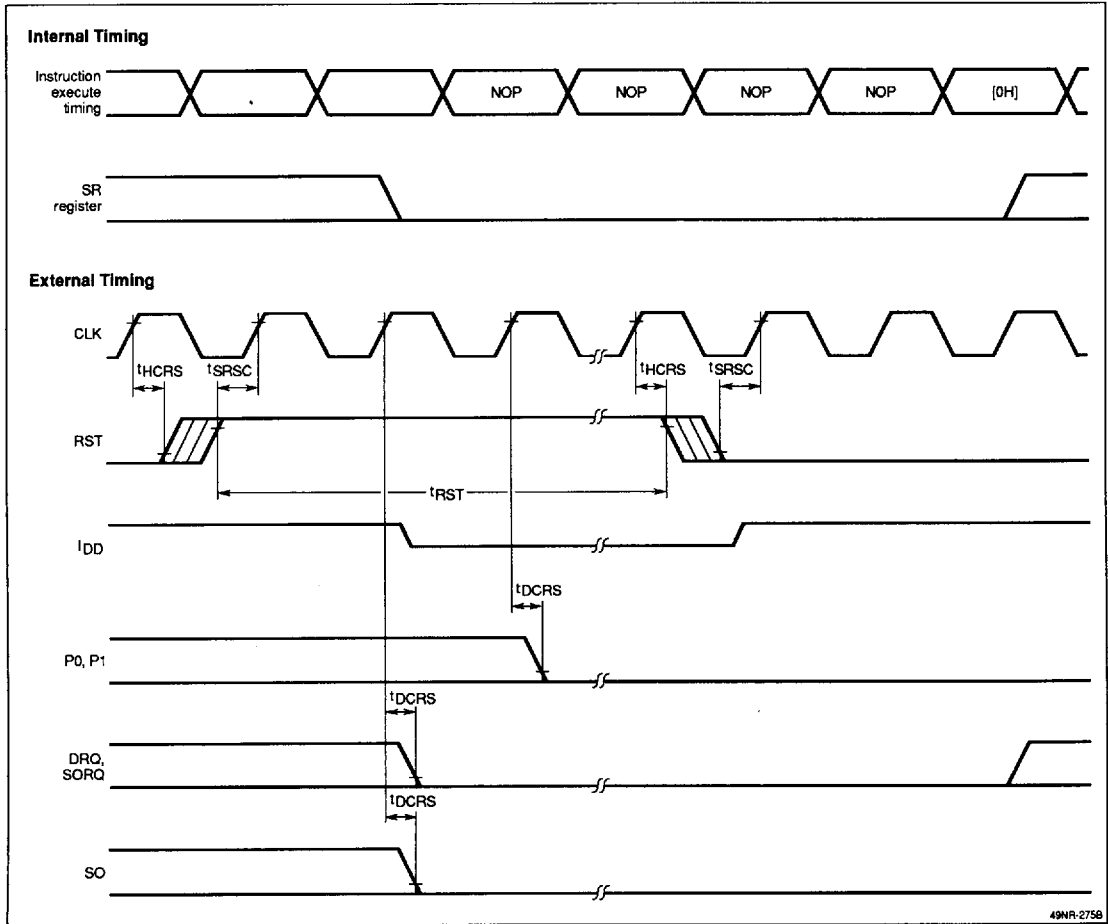 Internal Timing
Instruction
execute
timing
NOP
NOP
NOP
NOP
[0H]
SR
register
External Timing
CLK
tHCRS
tSRSC
tHCRS
tSRSC
RST
tRST
IDD
tDCRS
P0, P1
tDCRS
DRQ,
SORQ
tDCRS
SO
49NR-275B